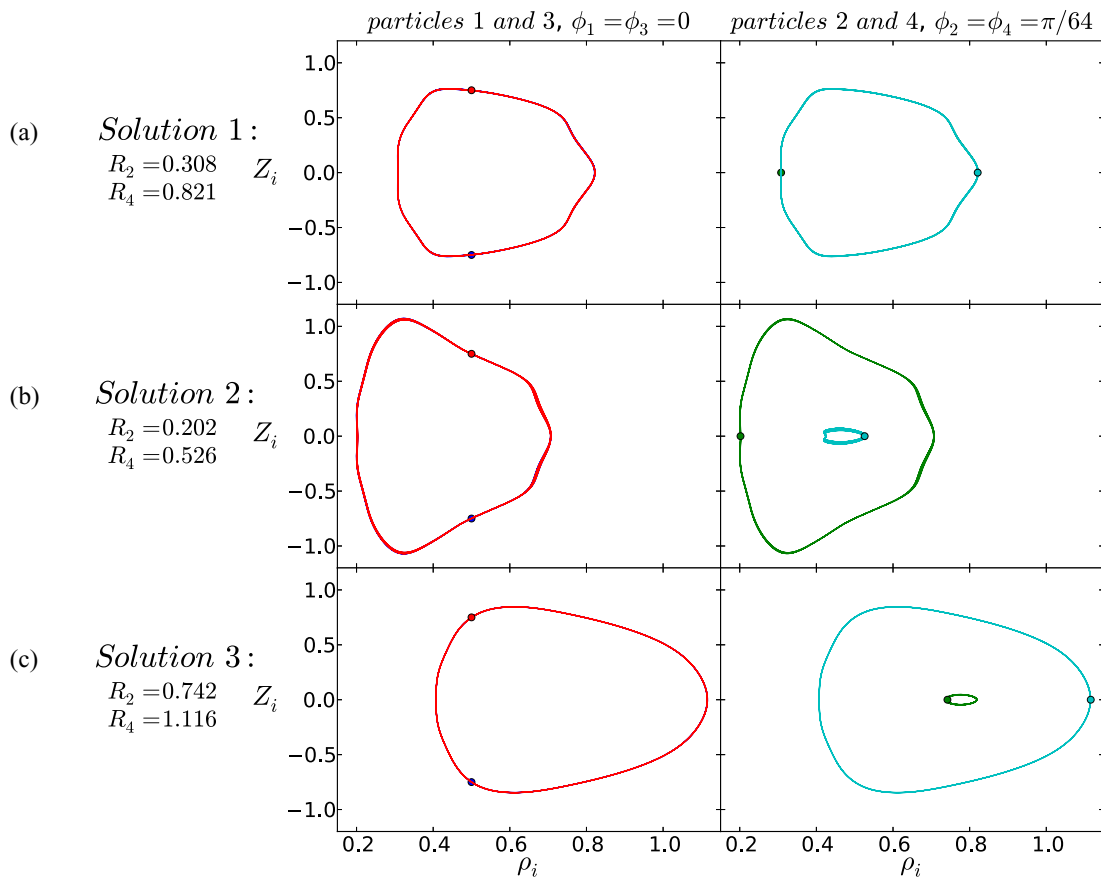 particles 1 and 3, ϕ₁=ϕ₃=0
particles 2 and 4, ϕ₂=ϕ₄=π/64
(a)
Solution 1:
R₂=0.308
R₄=0.821
Zᵢ
1.0
0.5
0.0
−0.5
−1.0
(b)
Solution 2:
R₂=0.202
R₄=0.526
Zᵢ
1.0
0.5
0.0
−0.5
−1.0
(c)
Solution 3:
R₂=0.742
R₄=1.116
Zᵢ
1.0
0.5
0.0
−0.5
−1.0
0.2 0.4 0.6 0.8 1.0
ρᵢ
0.2 0.4 0.6 0.8 1.0
ρᵢ